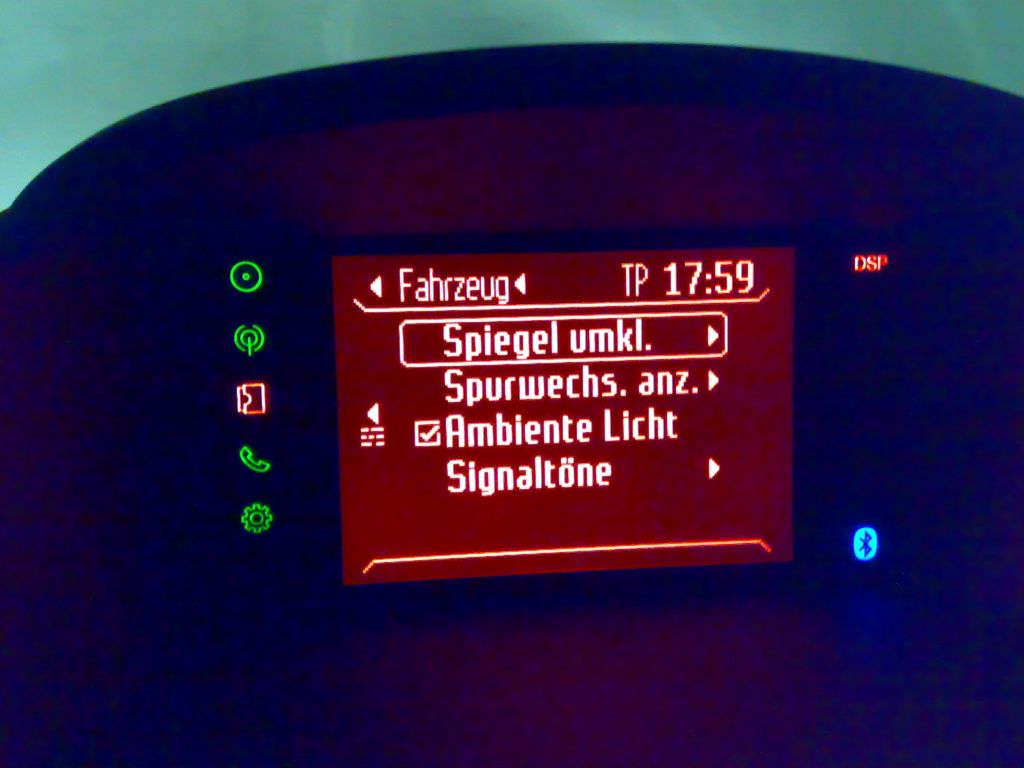 Fahrzeug TP 17:59
DSP
Spiegel umkl.
Spurwechs. anz.
Ambiente Licht
Signaltöne